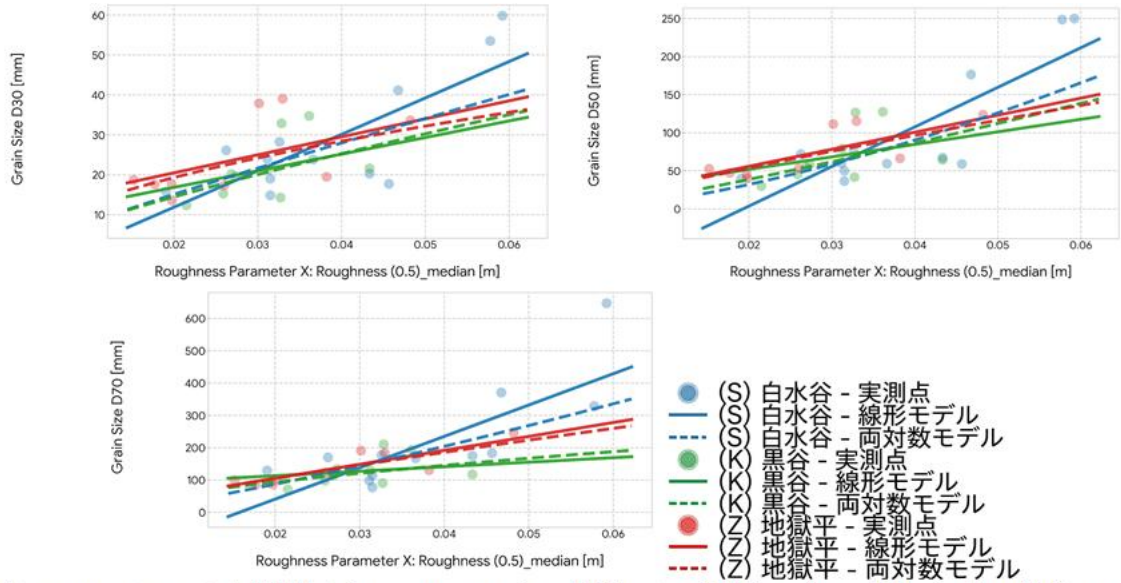 60
50
40
30
20
10
Grain Size D30 [mm]
0.02 0.03 0.04 0.05 0.06
Roughness Parameter X: Roughness (0.5)_median [m]
250
200
150
100
50
0
Grain Size D50 [mm]
0.02 0.03 0.04 0.05 0.06
Roughness Parameter X: Roughness (0.5)_median [m]
600
500
400
300
200
100
0
Grain Size D70 [mm]
0.02 0.03 0.04 0.05 0.06
Roughness Parameter X: Roughness (0.5)_median [m]
(S) 白水谷 - 実測点
(S) 白水谷 - 線形モデル
(S) 白水谷 - 両対数モデル
(K) 黒谷 - 実測点
(K) 黒谷 - 線形モデル
(K) 黒谷 - 両対数モデル
(Z) 地獄平 - 実測点
(Z) 地獄平 - 線形モデル
(Z) 地獄平 - 両対数モデル